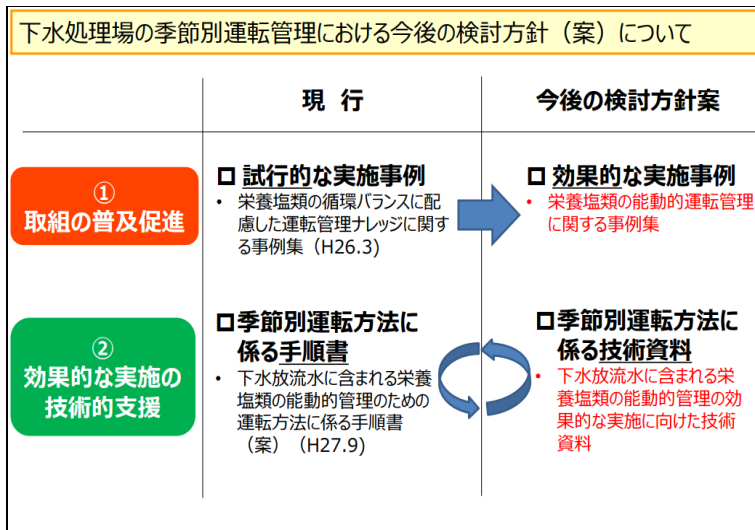 下水処理場の季節別運転管理における今後の検討方針（案）について
現 行
今後の検討方針案
①
取組の普及促進
試行的な実施事例
• 栄養塩類の循環バランスに配
慮した運転管理ナレッジに関す
る事例集（H26.3)
効果的な実施事例
• 栄養塩類の能動的運転管理
に関する事例集
②
効果的な実施の
技術的支援
季節別運転方法に
係る手順書
• 下水放流水に含まれる栄養
塩類の能動的管理のための
運転方法に係る手順書
（案）（H27.9）
季節別運転方法に
係る技術資料
• 下水放流水に含まれる栄
養塩類の能動的管理の効
果的な実施に向けた技術
資料